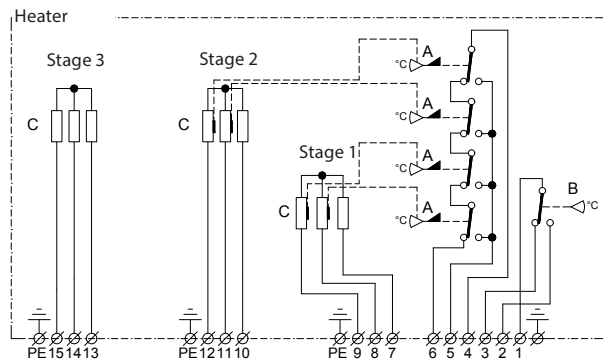 Heater
Stage 3
Stage 2
Stage 1
A
°C
A
°C
A
°C
A
°C
B
°C
C
C
C
PE 15 14 13
PE 12 11 10
PE 9 8 7
6 5 4 3 2 1